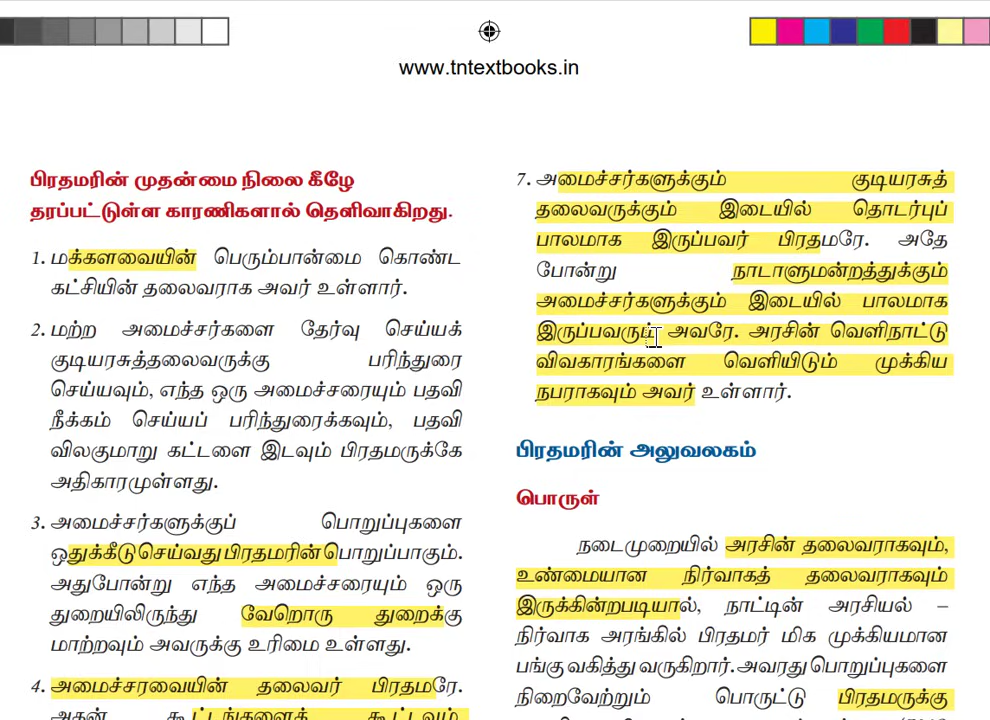 www.tntextbooks.in
பிரதமரின் முதன்மை நிலை கீழே
தரப்பட்டுள்ள காரணிகளால் தெளிவாகிறது.
1. மக்களவையின் பெரும்பான்மை கொண்ட
கட்சியின் தலைவராக அவர் உள்ளார்.
2. மற்ற அமைச்சர்களை தேர்வு செய்யக்
குடியரசுத்தலைவருக்கு பரிந்துரை
செய்யவும், எந்த ஒரு அமைச்சரையும் பதவி
நீக்கம் செய்யப் பரிந்துரைக்கவும், பதவி
விலகுமாறு கட்டளை இடவும் பிரதமருக்கே
அதிகாரமுள்ளது.
3. அமைச்சர்களுக்குப் பொறுப்புகளை
ஒதுக்கீடுசெய்வது பிரதமரின் பொறுப்பாகும்.
அதுபோன்று எந்த அமைச்சரையும் ஒரு
துறையிலிருந்து வேறொரு துறைக்கு
மாற்றவும் அவருக்கு உரிமை உள்ளது.
4. அமைச்சரவையின் தலைவர் பிரதமரே.
அதன் கூட்டங்களைக் கூட்டவும்,
7. அமைச்சர்களுக்கும் குடியரசுத்
தலைவருக்கும் இடையில் தொடர்புப்
பாலமாக இருப்பவர் பிரதமரே. அதே
போன்று நாடாளுமன்றத்துக்கும்
அமைச்சர்களுக்கும் இடையில் பாலமாக
இருப்பவரும் அவரே. அரசின் வெளிநாட்டு
விவகாரங்களை வெளியிடும் முக்கிய
நபராகவும் அவர் உள்ளார்.
பிரதமரின் அலுவலகம்
பொருள்
நடைமுறையில் அரசின் தலைவராகவும்,
உண்மையான நிர்வாகத் தலைவராகவும்
இருக்கின்றபடியால், நாட்டின் அரசியல் –
நிர்வாக அரங்கில் பிரதமர் மிக முக்கியமான
பங்கு வகித்து வருகிறார். அவரது பொறுப்புகளை
நிறைவேற்றும் பொருட்டு பிரதமருக்கு